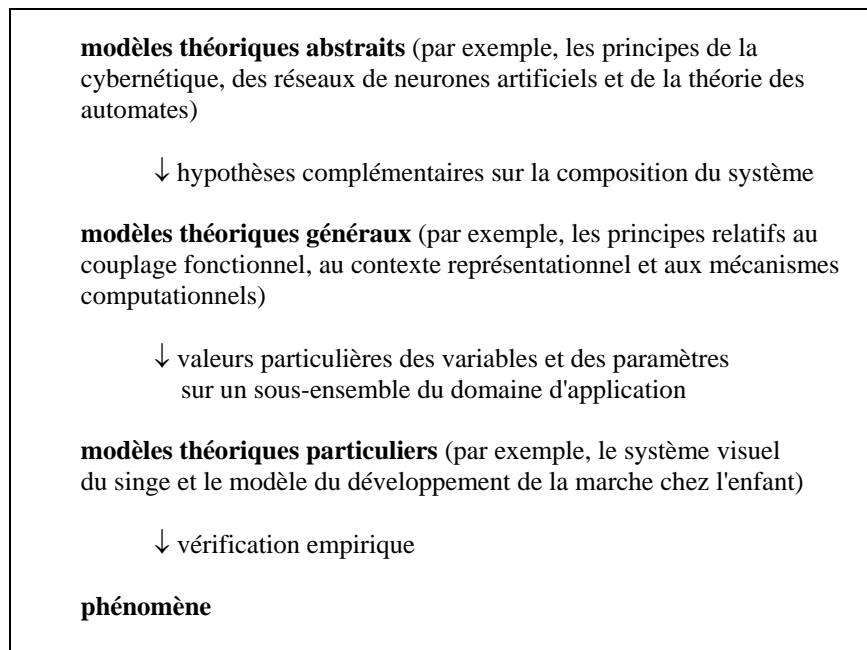 modèles théoriques abstraits (par exemple, les principes de la
cybernétique, des réseaux de neurones artificiels et de la théorie des
automates)
↓ hypothèses complémentaires sur la composition du système
modèles théoriques généraux (par exemple, les principes relatifs au
couplage fonctionnel, au contexte représentationnel et aux mécanismes
computationnels)
↓ valeurs particulières des variables et des paramètres
sur un sous-ensemble du domaine d'application
modèles théoriques particuliers (par exemple, le système visuel
du singe et le modèle du développement de la marche chez l'enfant)
↓ vérification empirique
phénomène